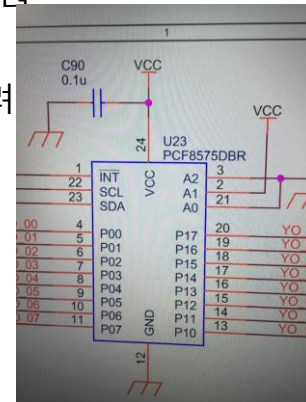 1
C90
0.1u
VCC
VCC
24
U23
PCF8575DBR
1
22
23
INT
SCL
SDA
VCC
A2
A1
A0
3
2
21
4
5
6
7
8
9
10
11
P00
P01
P02
P03
P04
P05
P06
P07
P17
P16
P15
P14
P13
P12
P11
P10
20
19
18
17
16
15
14
13
00
01
02
03
04
05
06
07
YO
YO
YO
YO
YO
YO
YO
YO
GND
12